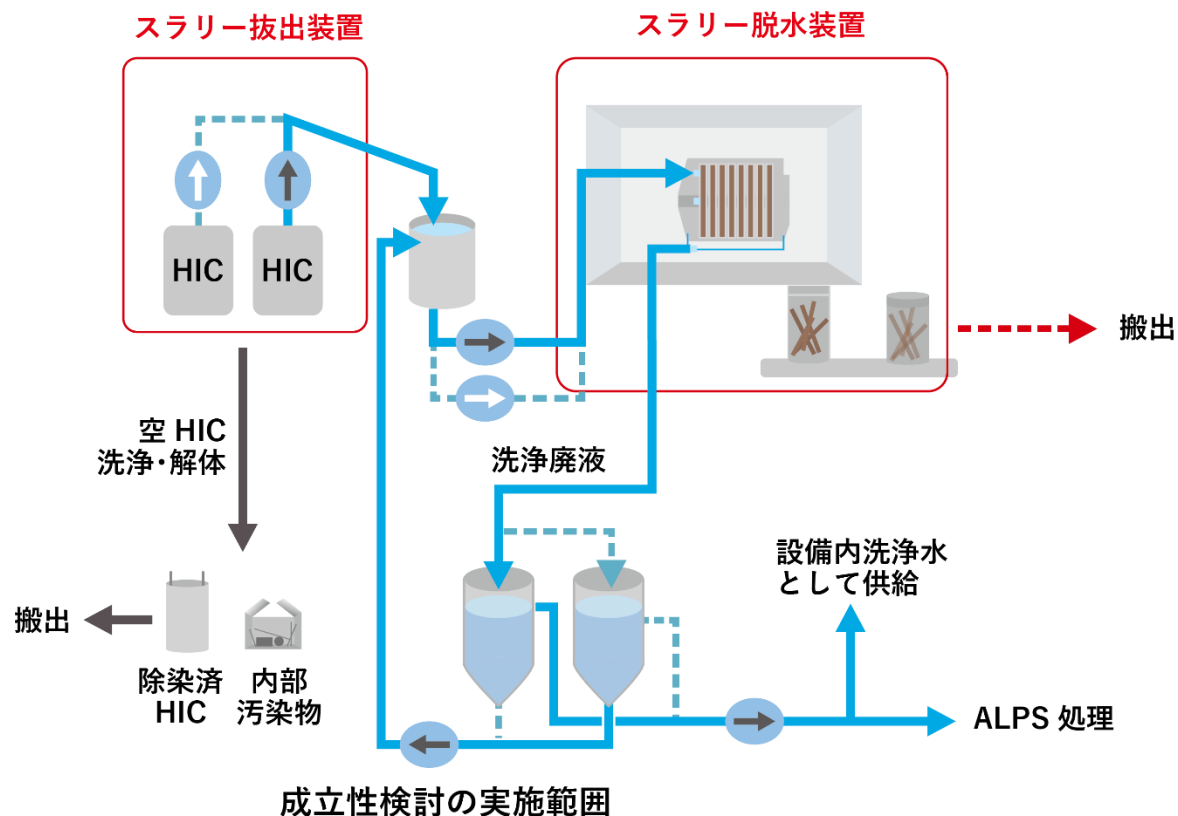 スラリー抜出装置
スラリー脱水装置
HIC
HIC
搬出
空 HIC
洗浄・解体
洗浄廃液
設備内洗浄水
として供給
搬出
除染済
HIC
内部
汚染物
ALPS 処理
成立性検討の実施範囲